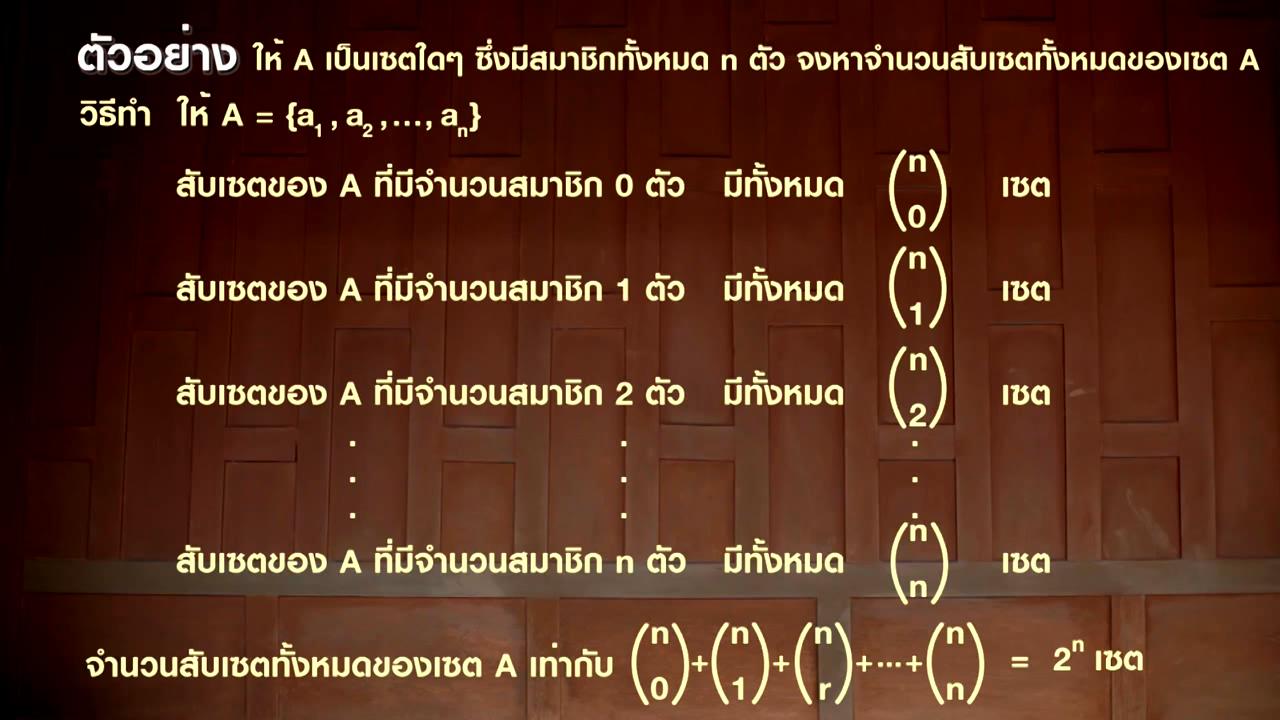 ตัวอย่าง ให้ A เป็นเซตใดๆ ซึ่งมีสมาชิกทั้งหมด n ตัว จงหาจำนวนสับเซตทั้งหมดของเซต A
วิธีทำ ให้ A = {a₁ , a₂ ,..., aₙ}
สับเซตของ A ที่มีจำนวนสมาชิก 0 ตัว มีทั้งหมด (n 0) เซต
สับเซตของ A ที่มีจำนวนสมาชิก 1 ตัว มีทั้งหมด (n 1) เซต
สับเซตของ A ที่มีจำนวนสมาชิก 2 ตัว มีทั้งหมด (n 2) เซต
. . .
. . .
. . .
สับเซตของ A ที่มีจำนวนสมาชิก n ตัว มีทั้งหมด (n n) เซต
จำนวนสับเซตทั้งหมดของเซต A เท่ากับ (n 0)+(n 1)+(n r)+...+(n n) = 2ⁿ เซต